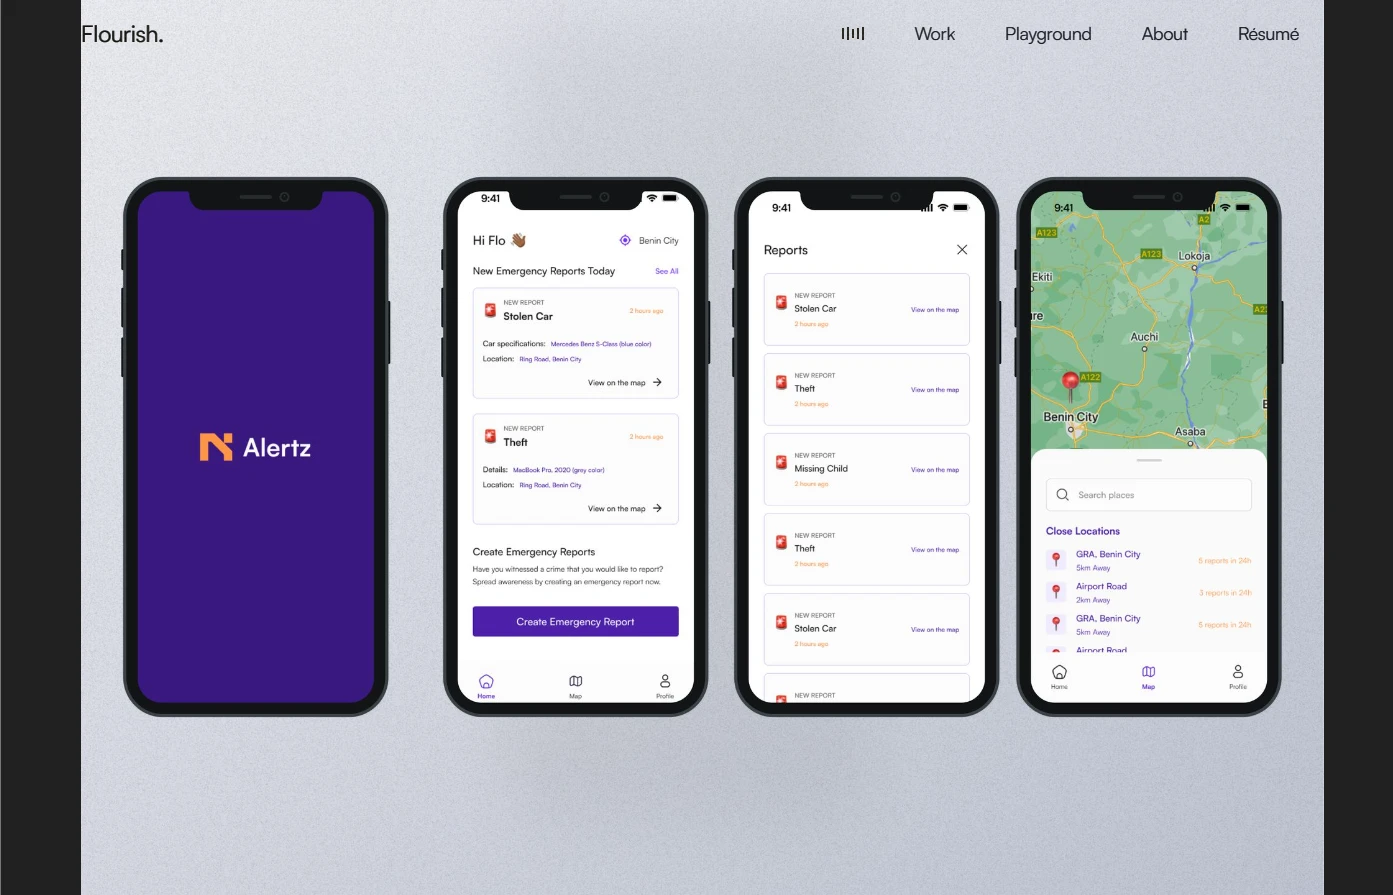 Flourish.
Work
Playground
About
Résumé
Alertz
9:41
Hi Flo
Benin City
New Emergency Reports Today
See All
NEW REPORT
Stolen Car
2 hours ago
Car specifications: Mercedes Benz S-Class (blue color)
Location: Ring Road, Benin City
View on the map
NEW REPORT
Theft
2 hours ago
Details: MacBook Pro, 2020 (grey color)
Location: Ring Road, Benin City
View on the map
Create Emergency Reports
Have you witnessed a crime that you would like to report?
Spread awareness by creating an emergency report now.
Create Emergency Report
Home
Map
Profile
9:41
Reports
NEW REPORT
Stolen Car
2 hours ago
View on the map
NEW REPORT
Theft
2 hours ago
View on the map
NEW REPORT
Missing Child
2 hours ago
View on the map
NEW REPORT
Theft
2 hours ago
View on the map
NEW REPORT
Stolen Car
2 hours ago
View on the map
NEW REPORT
9:41
A2
A123
A123
Lokoja
Ekiti
A2
ure
Auchi
A122
Benin City
Asaba
Search places
Close Locations
GRA, Benin City
5km Away
5 reports in 24h
Airport Road
2km Away
3 reports in 24h
GRA, Benin City
5km Away
5 reports in 24h
Airport Road
Home
Map
Profile